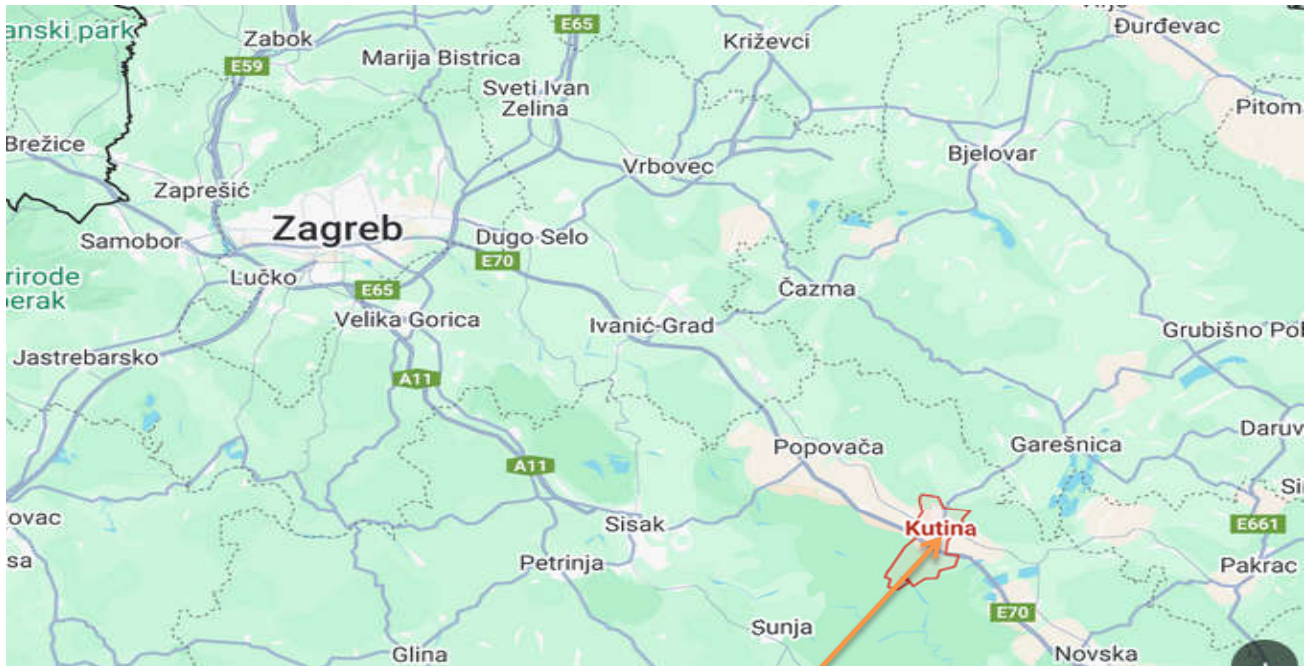 anski park
Zabok
E59
Marija Bistrica
E65
Sveti Ivan
Zelina
Križevci
Đurđevac
Brežice
Zaprešić
Vrbovec
Bjelovar
Pitom
Samobor
Zagreb
Dugo Selo
E70
rirode
Lučko
E65
Čazma
Velika Gorica
Ivanić-Grad
Grubišno Pol
Jastrebarsko
A11
Popovača
Garešnica
Daruv
A11
Si
ovac
Sisak
Kutina
E661
sa
Petrinja
Pakrac
E70
Sunja
Glina
Novska